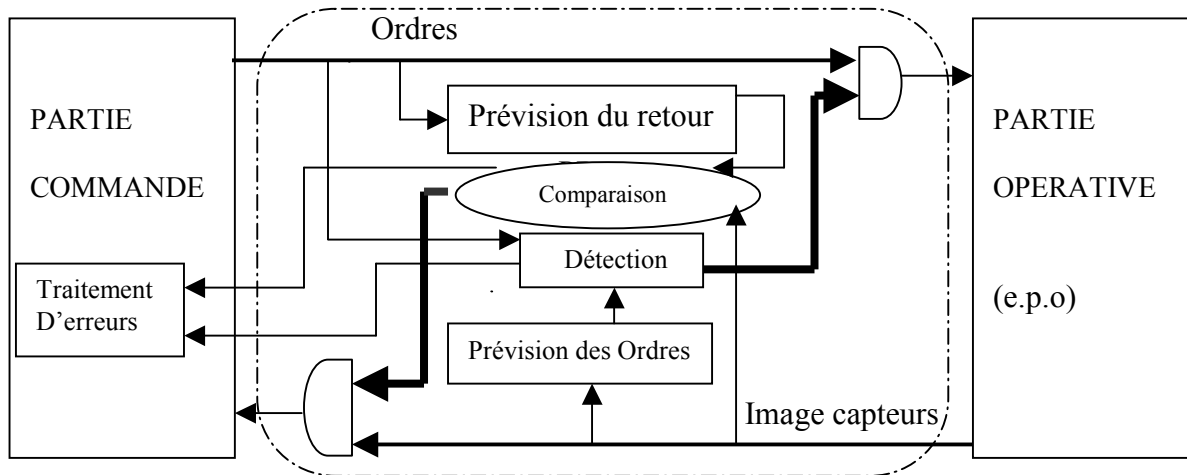 Ordres
PARTIE
COMMANDE
Traitement
D'erreurs
Prévision du retour
Comparaison
Détection
Prévision des Ordres
Image capteurs
PARTIE
OPERATIVE
(e.p.o)